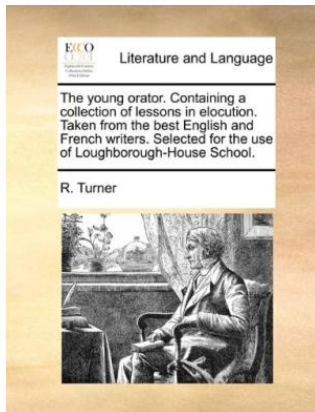 ECCO
Literature and Language
The young orator. Containing a
collection of lessons in elocution.
Taken from the best English and
French writers. Selected for the use
of Loughborough-House School.
R. Turner